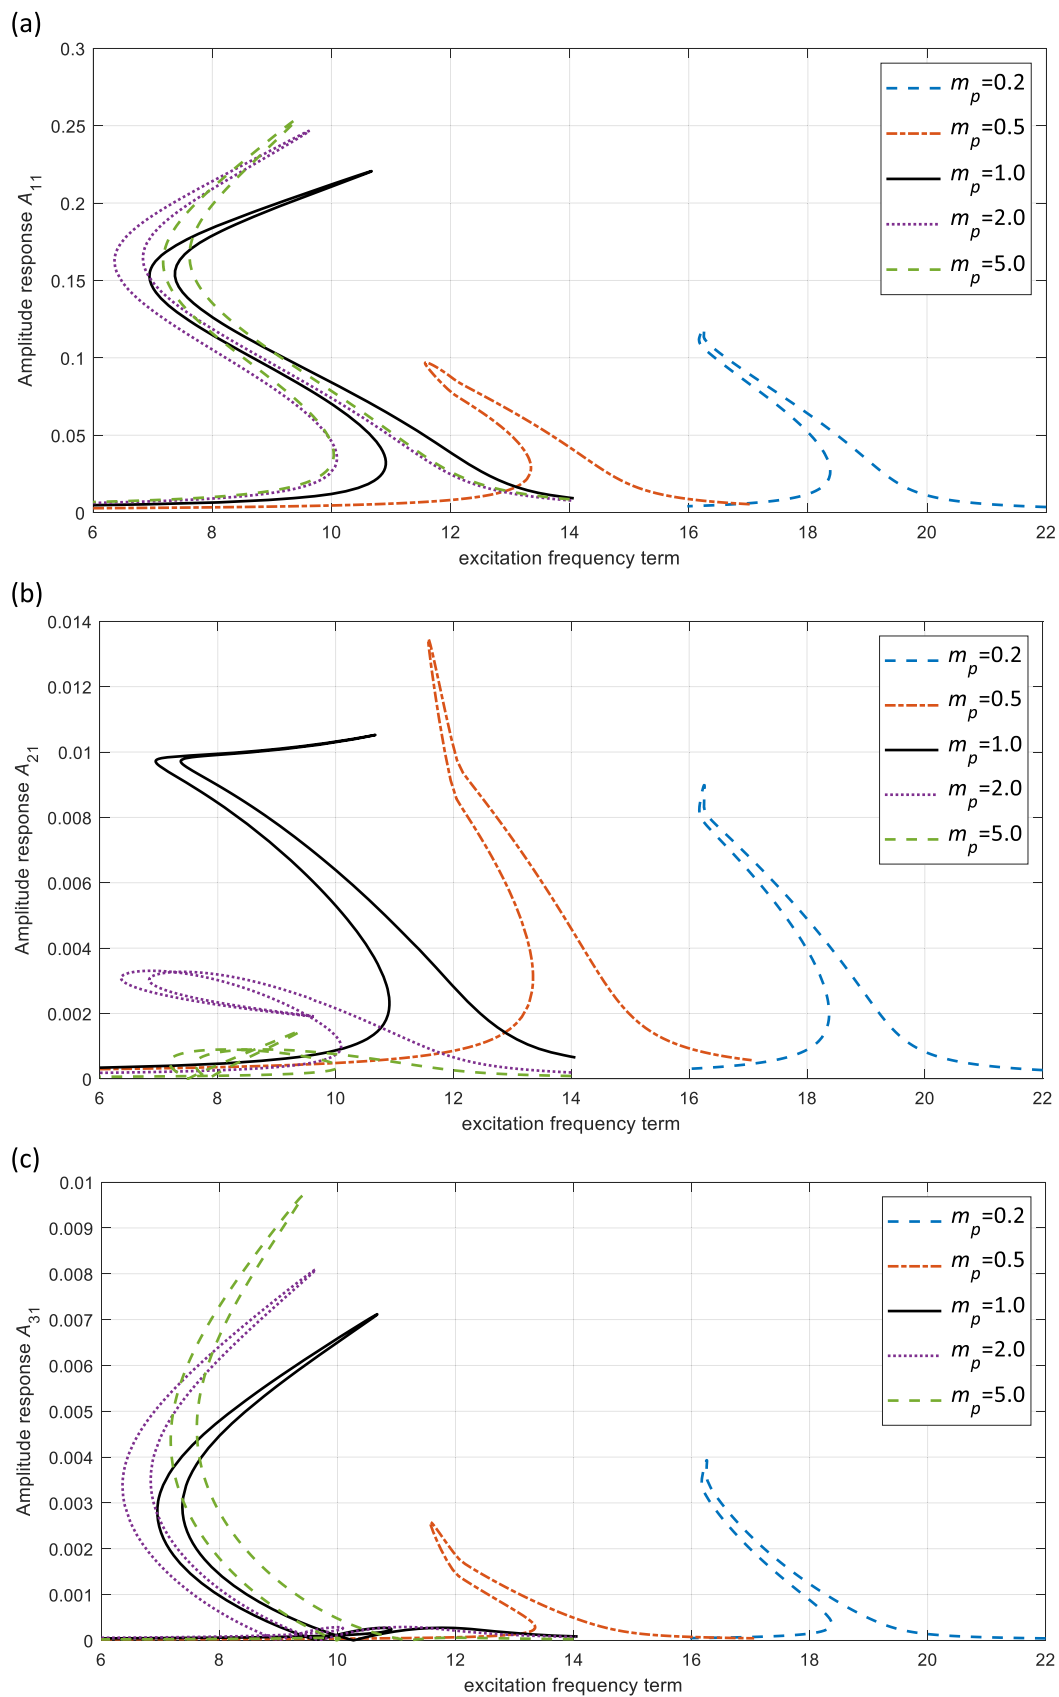 (a)
0.3
0.25
0.2
0.15
0.1
0.05
0
Amplitude response A11
6 8 10 12 14 16 18 20 22
excitation frequency term
mp=0.2
mp=0.5
mp=1.0
mp=2.0
mp=5.0
(b)
0.014
0.012
0.01
0.008
0.006
0.004
0.002
0
Amplitude response A21
6 8 10 12 14 16 18 20 22
excitation frequency term
mp=0.2
mp=0.5
mp=1.0
mp=2.0
mp=5.0
(c)
0.01
0.009
0.008
0.007
0.006
0.005
0.004
0.003
0.002
0.001
0
Amplitude response A31
6 8 10 12 14 16 18 20 22
excitation frequency term
mp=0.2
mp=0.5
mp=1.0
mp=2.0
mp=5.0